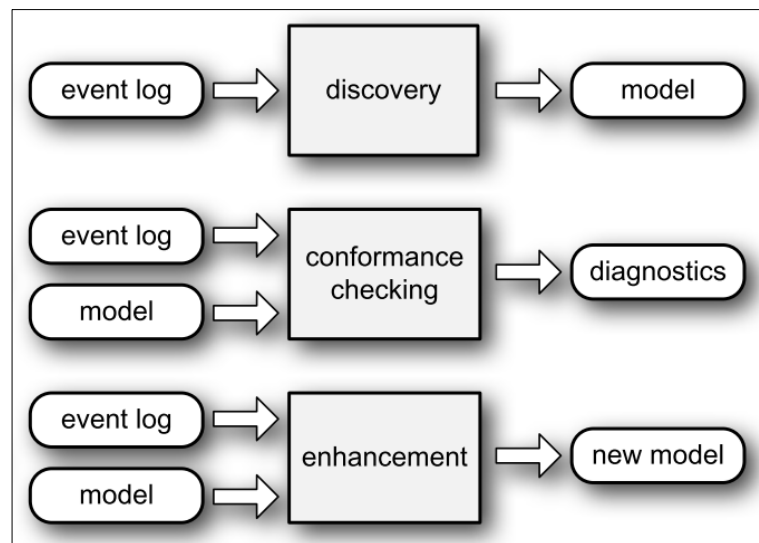 event log
discovery
model
event log
model
conformance
checking
diagnostics
event log
model
enhancement
new model